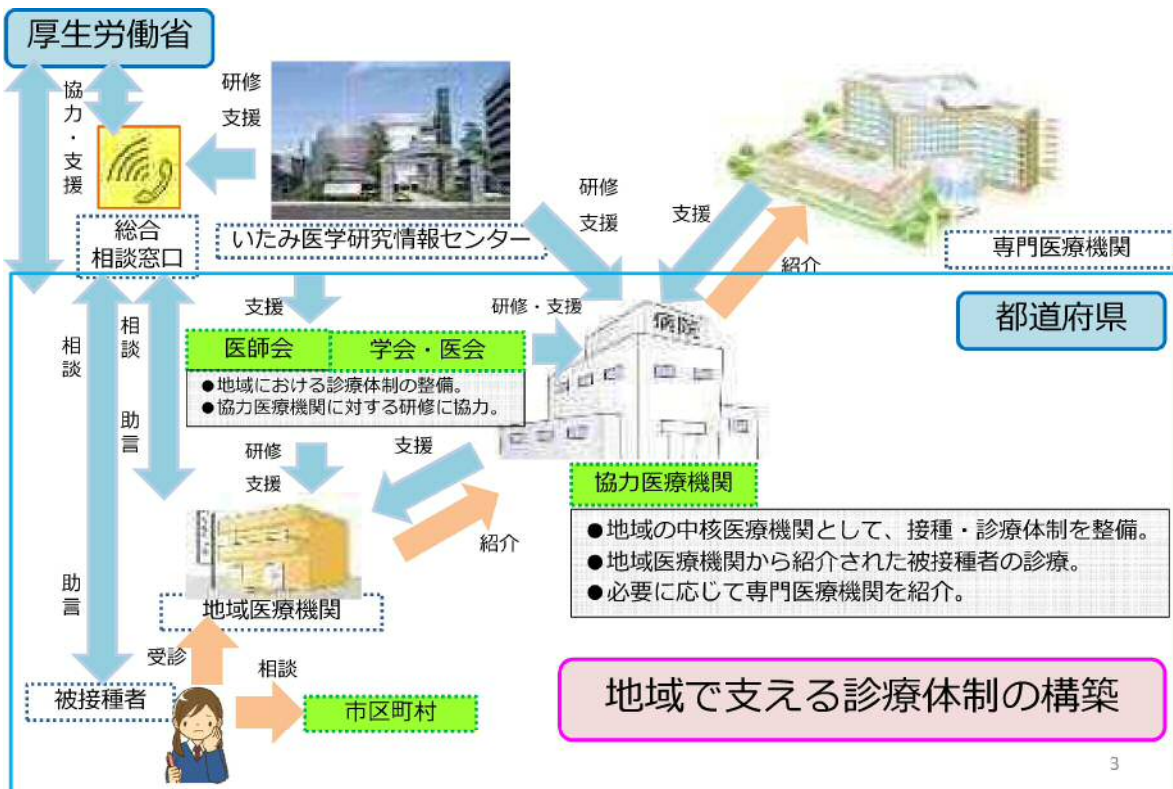 厚生労働省
協力・支援
研修
支援
総合
相談窓口
いたみ医学研究情報センター
研修
支援
支援
紹介
専門医療機関
都道府県
支援
研修・支援
医師会
学会・医会
●地域における診療体制の整備。
●協力医療機関に対する研修に協力。
病院
相談
相談
助言
研修
支援
支援
紹介
協力医療機関
●地域の中核医療機関として、接種・診療体制を整備。
●地域医療機関から紹介された被接種者の診療。
●必要に応じて専門医療機関を紹介。
助言
地域医療機関
受診
相談
被接種者
市区町村
地域で支える診療体制の構築
3